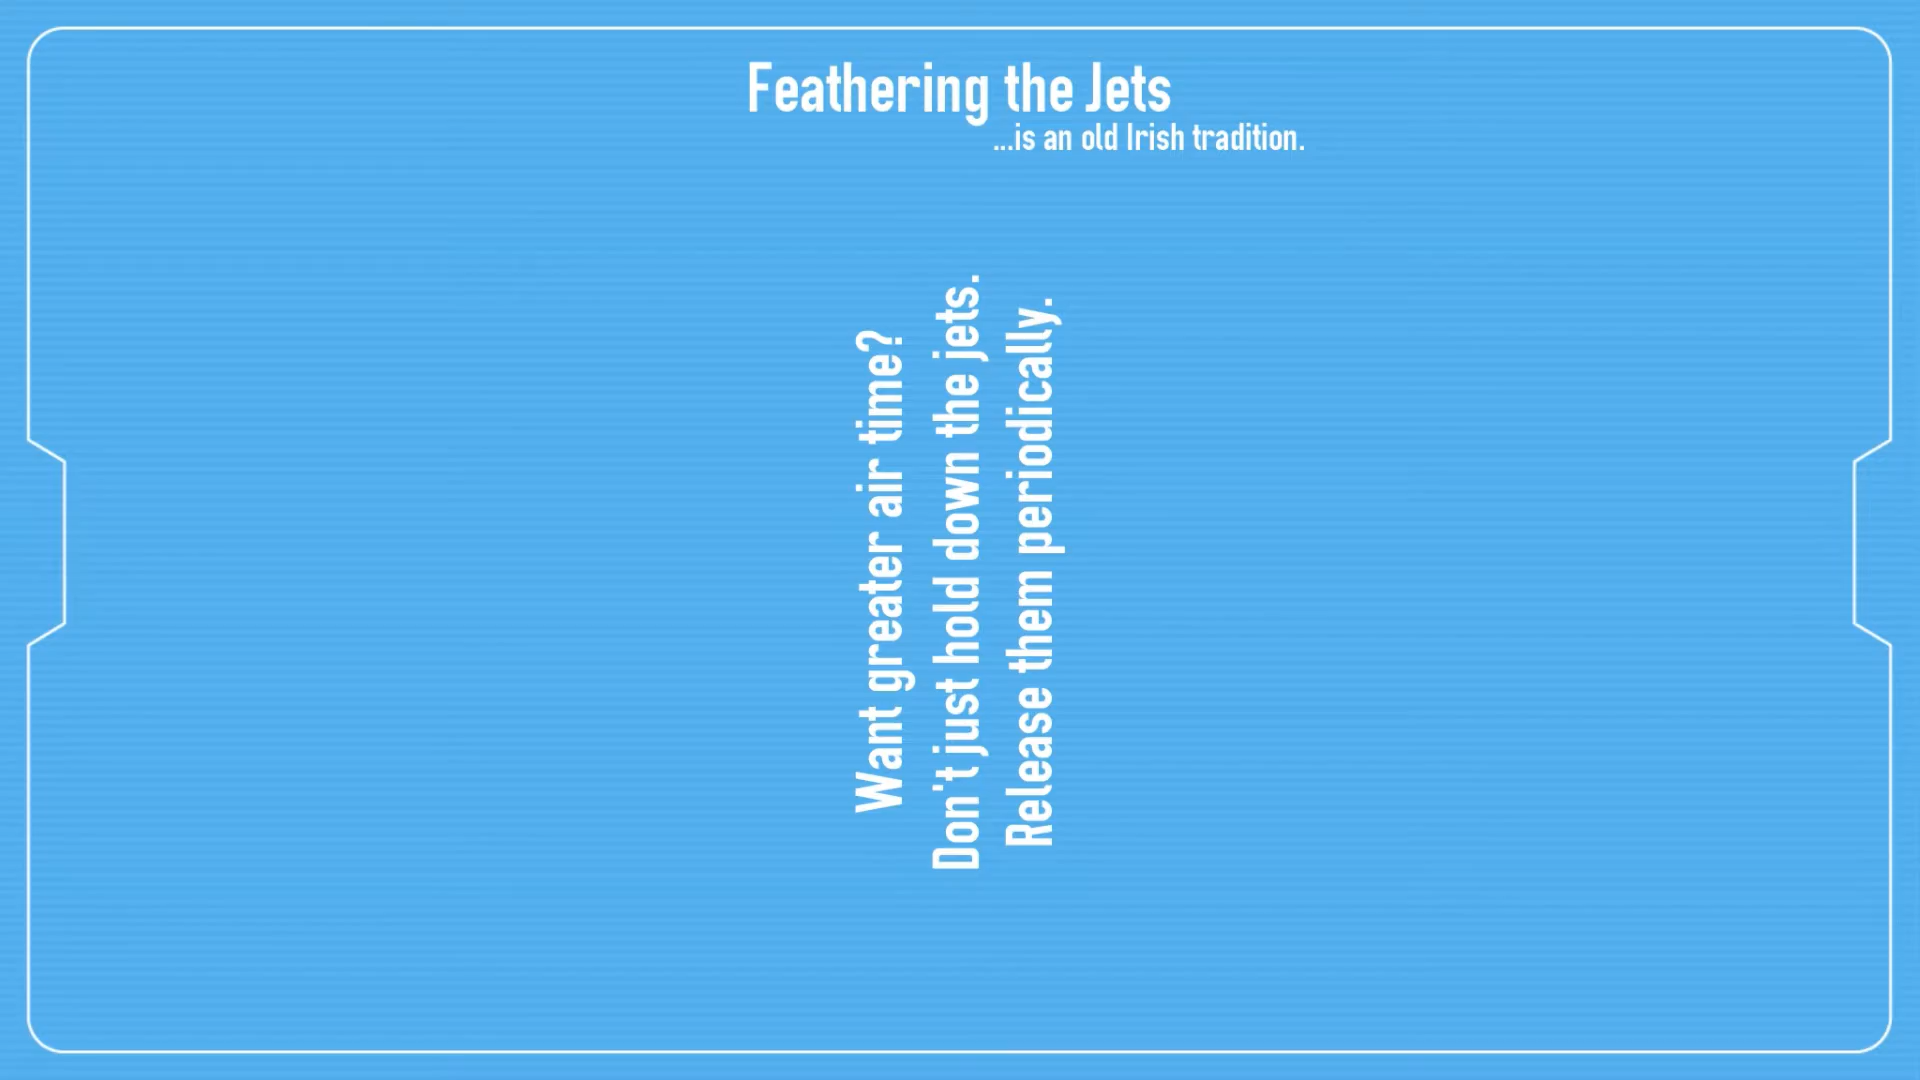 Feathering the Jets
...is an old Irish tradition.
Want greater air time?
Don't just hold down the jets.
Release them periodically.